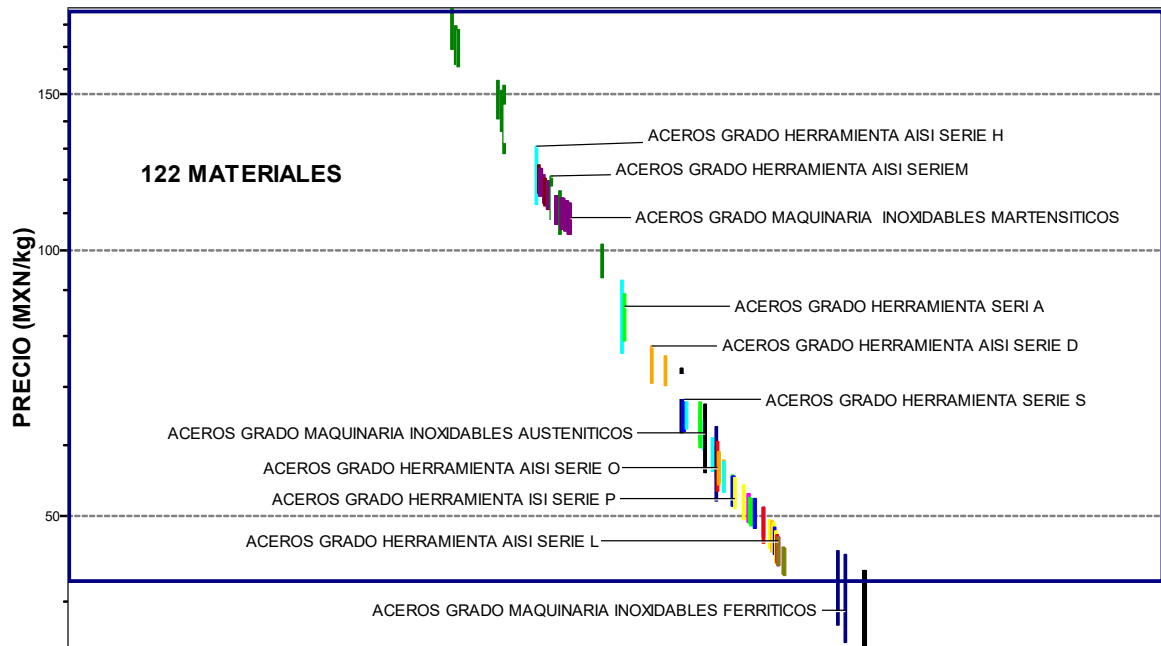 150
ACEROS GRADO HERRAMIENTA AISI SERIE H
122 MATERIALES
ACEROS GRADO HERRAMIENTA AISI SERIEM
ACEROS GRADO MAQUINARIA INOXIDABLES MARTENSITICOS
100
PRECIO (MXN/kg)
ACEROS GRADO HERRAMIENTA SERI A
ACEROS GRADO HERRAMIENTA AISI SERIE D
ACEROS GRADO HERRAMIENTA SERIE S
ACEROS GRADO MAQUINARIA INOXIDABLES AUSTENITICOS
ACEROS GRADO HERRAMIENTA AISI SERIE O
ACEROS GRADO HERRAMIENTA ISI SERIE P
50
ACEROS GRADO HERRAMIENTA AISI SERIE L
ACEROS GRADO MAQUINARIA INOXIDABLES FERRITICOS